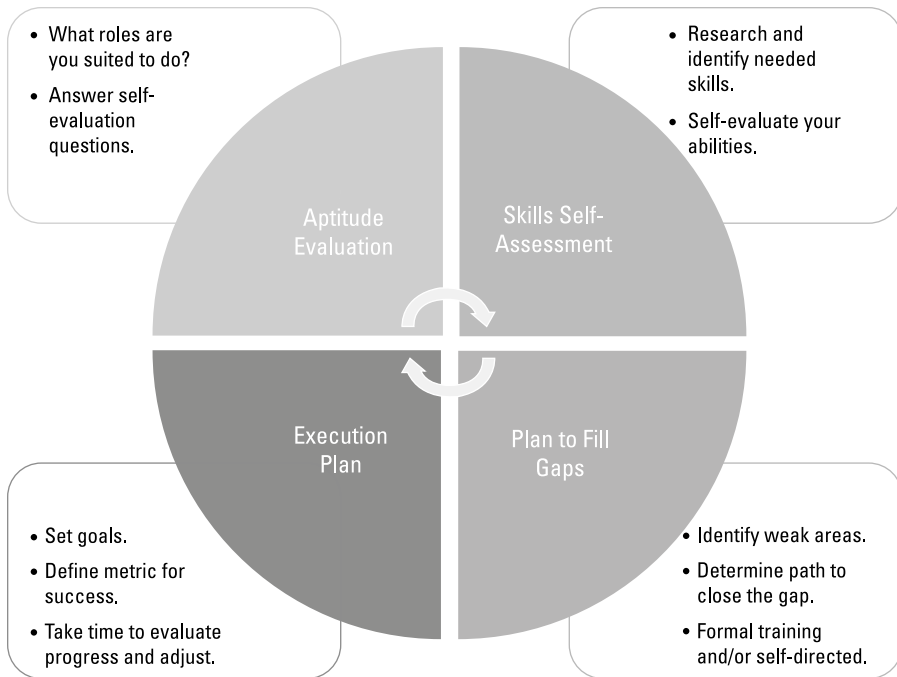 • What roles are
you suited to do?
• Answer self-
evaluation
questions.
• Research and
identify needed
skills.
• Self-evaluate your
abilities.
Aptitude
Evaluation
Skills Self-
Assessment
Execution
Plan
Plan to Fill
Gaps
• Set goals.
• Define metric for
success.
• Take time to evaluate
progress and adjust.
• Identify weak areas.
• Determine path to
close the gap.
• Formal training
and/or self-directed.